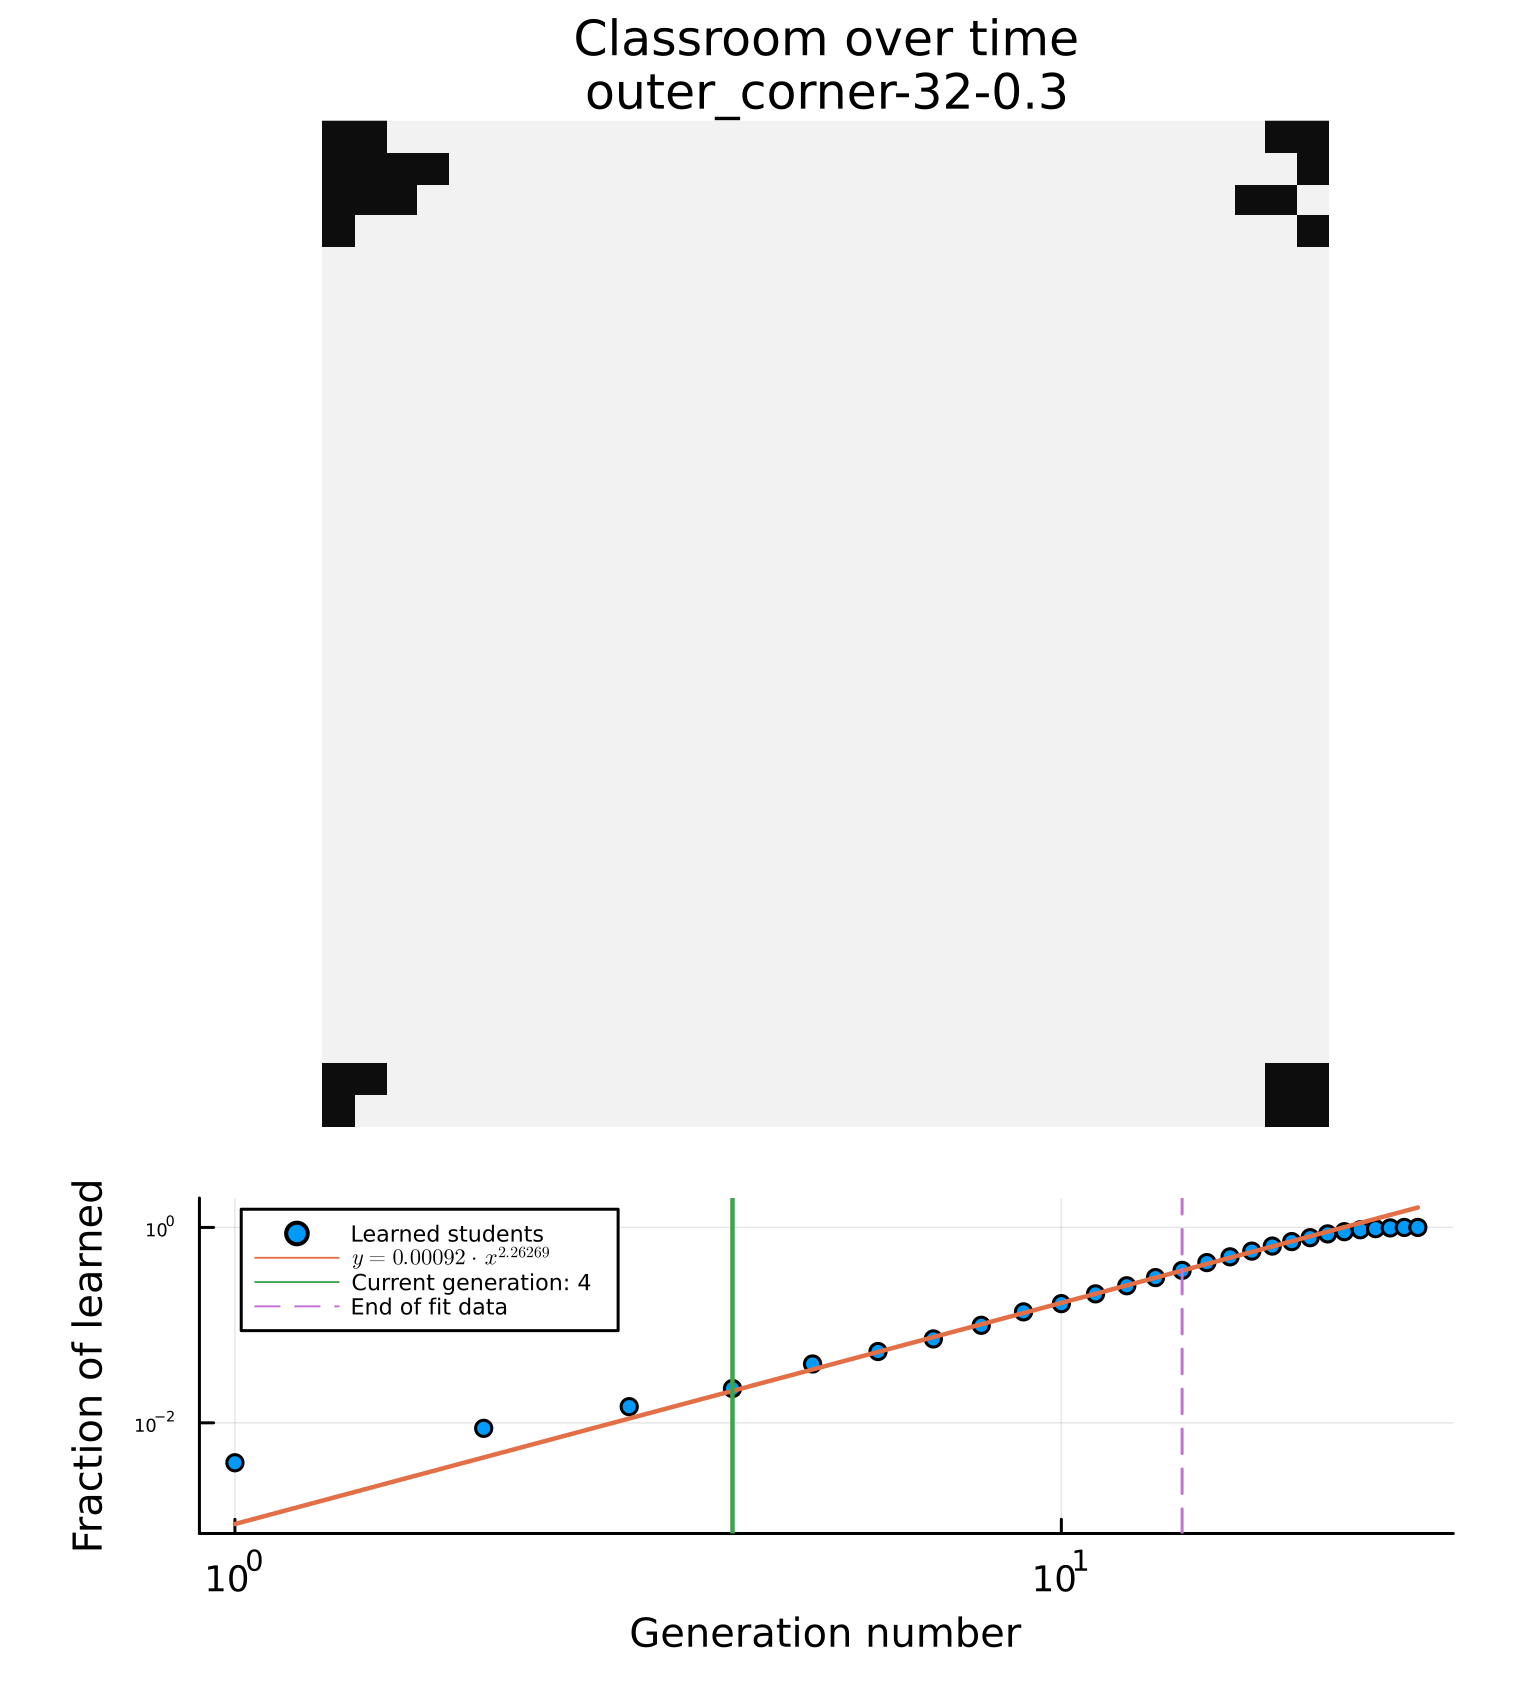 Classroom over time
outer_corner-32-0.3
Fraction of learned
10^0
10^−2
Learned students
y = 0.00092 · x^2.26269
Current generation: 4
End of fit data
10^0
10^1
Generation number